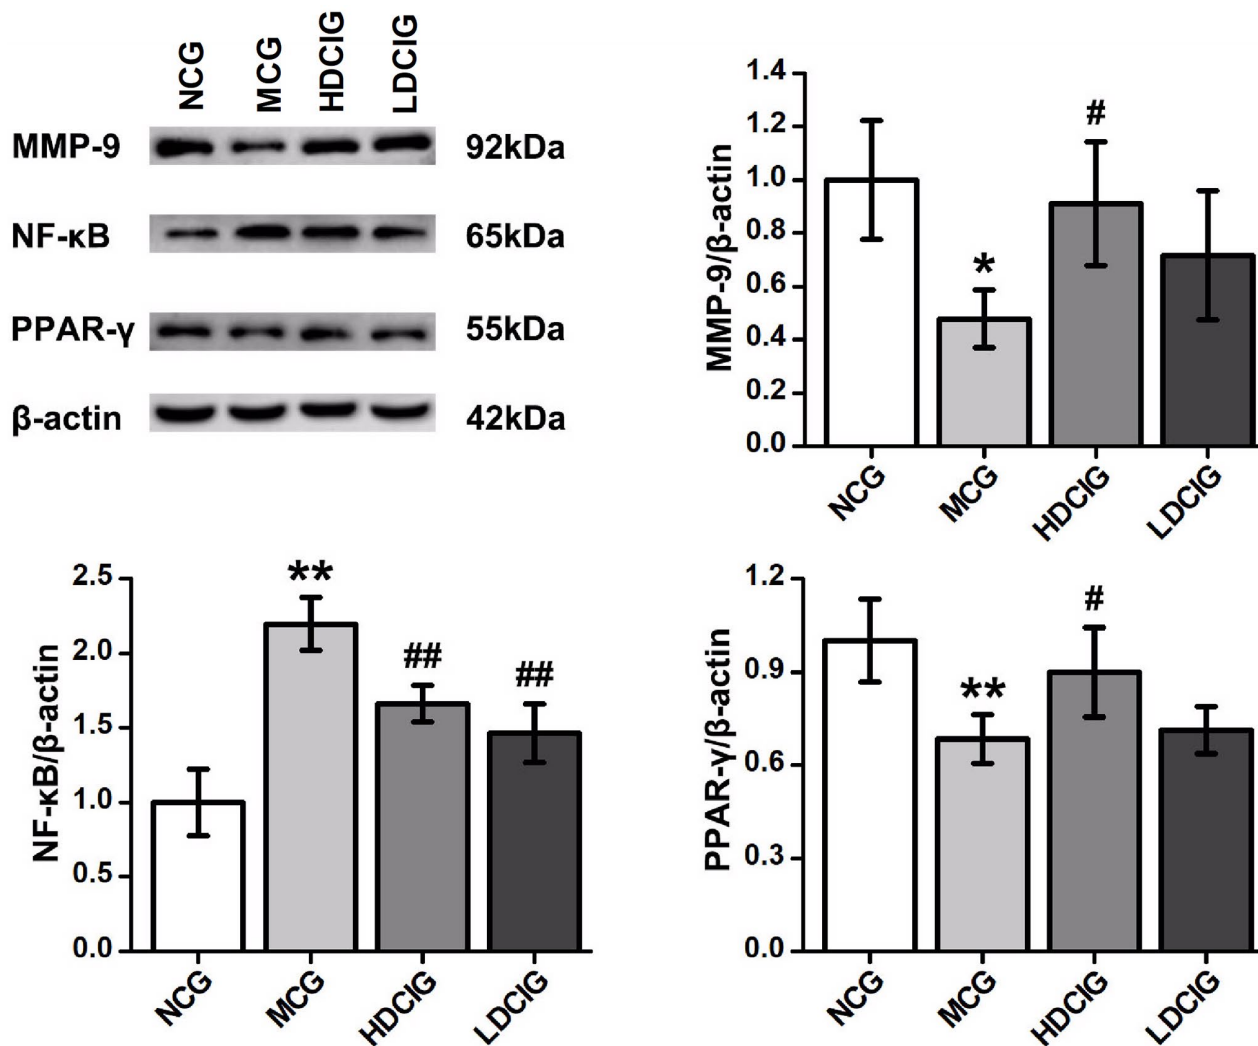 NCG MCG HDCIG LDCIG
MMP-9 92kDa
NF-κB 65kDa
PPAR-γ 55kDa
β-actin 42kDa
MMP-9/β-actin
1.4
1.2
1.0
0.8
0.6
0.4
0.2
0.0
*
#
NCG MCG HDCIG LDCIG
NF-κB/β-actin
2.5
2.0
1.5
1.0
0.5
0.0
**
##
##
NCG MCG HDCIG LDCIG
PPAR-γ/β-actin
1.2
0.9
0.6
0.3
0.0
**
#
NCG MCG HDCIG LDCIG